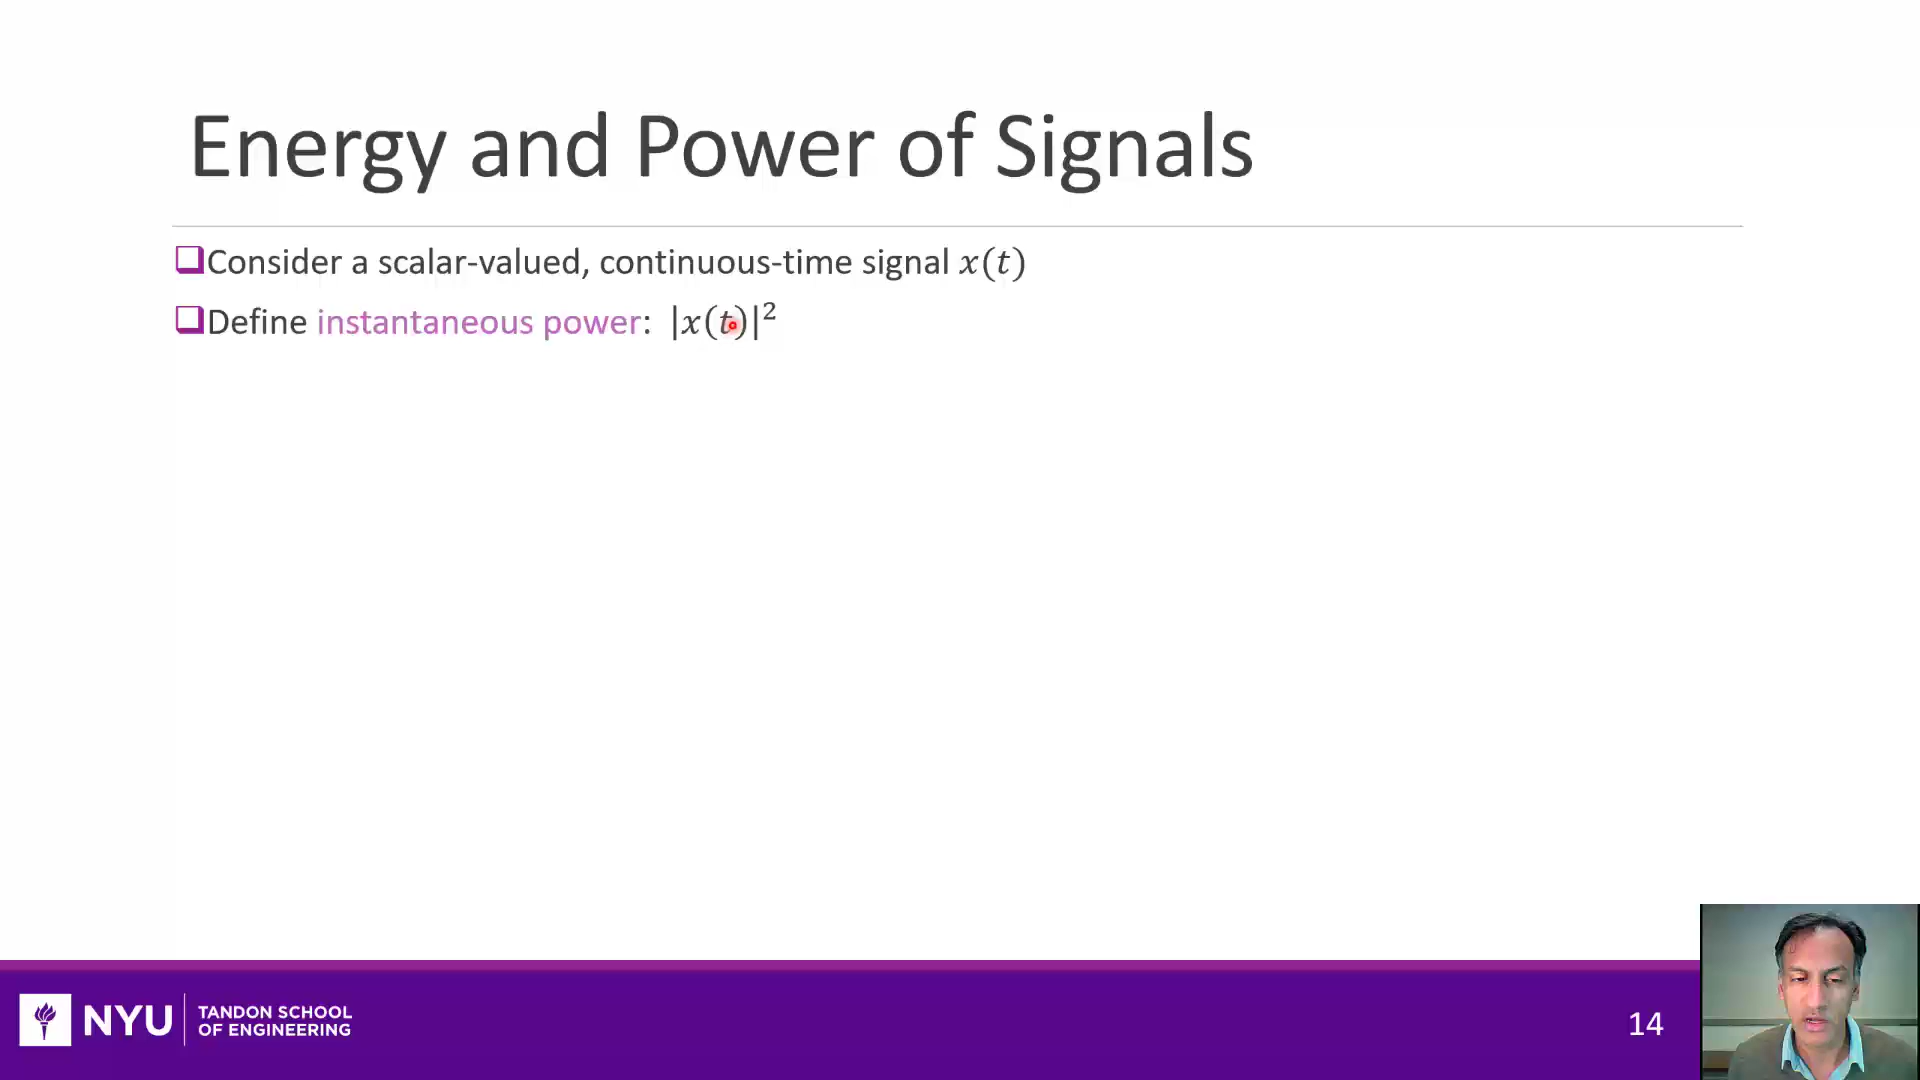 Energy and Power of Signals
Consider a scalar-valued, continuous-time signal x(t)
Define instantaneous power: |x(t)|²
NYU
TANDON SCHOOL
OF ENGINEERING
14